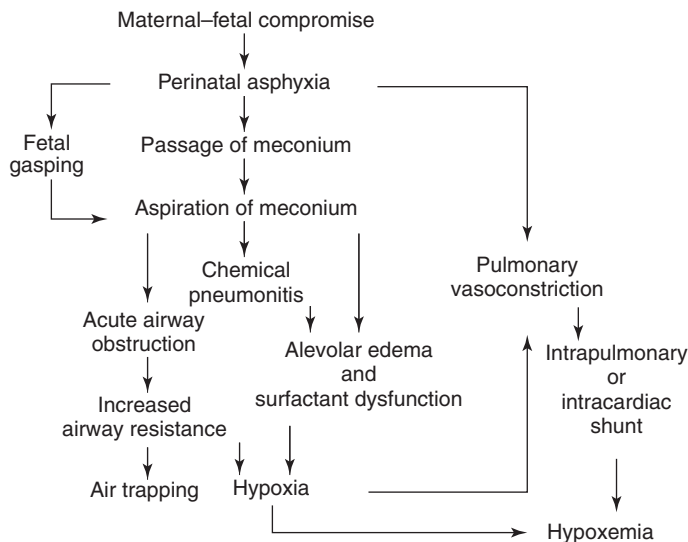 Maternal–fetal compromise
Perinatal asphyxia
Fetal
gasping
Passage of meconium
Aspiration of meconium
Chemical
pneumonitis
Pulmonary
vasoconstriction
Acute airway
obstruction
Alevolar edema
and
surfactant dysfunction
Intrapulmonary
or
intracardiac
shunt
Increased
airway resistance
Air trapping
Hypoxia
Hypoxemia